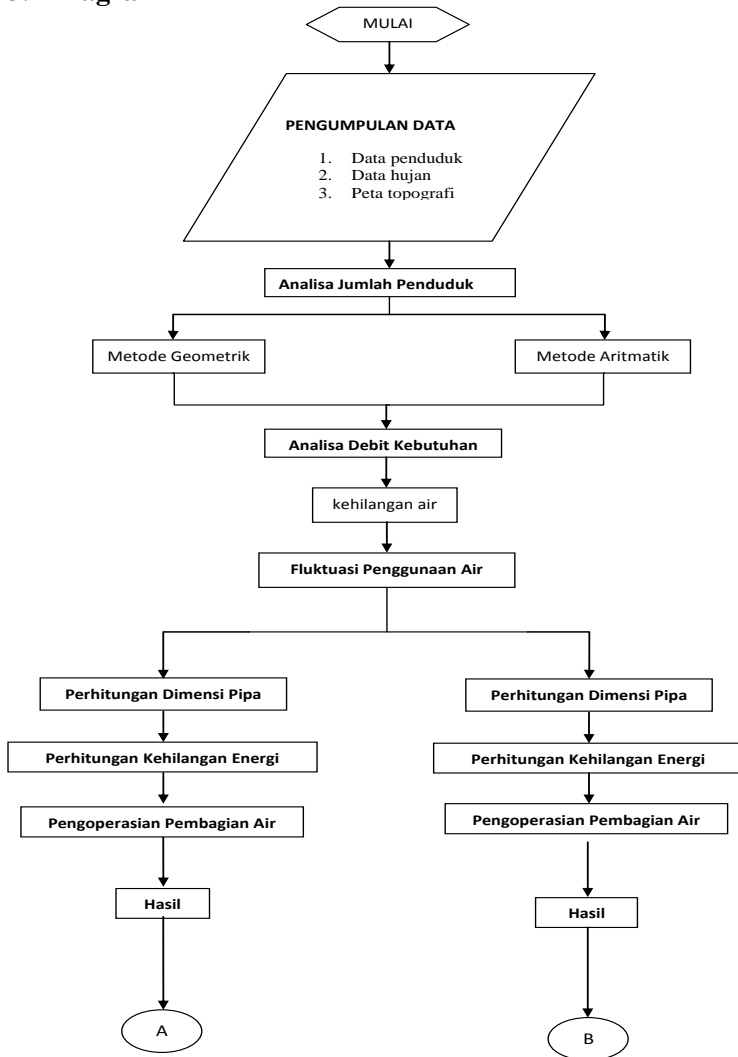 MULAI
PENGUMPULAN DATA
1. Data penduduk
2. Data hujan
3. Peta topografi
Analisa Jumlah Penduduk
Metode Geometrik
Metode Aritmatik
Analisa Debit Kebutuhan
kehilangan air
Fluktuasi Penggunaan Air
Perhitungan Dimensi Pipa
Perhitungan Kehilangan Energi
Pengoperasian Pembagian Air
Hasil
A
Perhitungan Dimensi Pipa
Perhitungan Kehilangan Energi
Pengoperasian Pembagian Air
Hasil
B